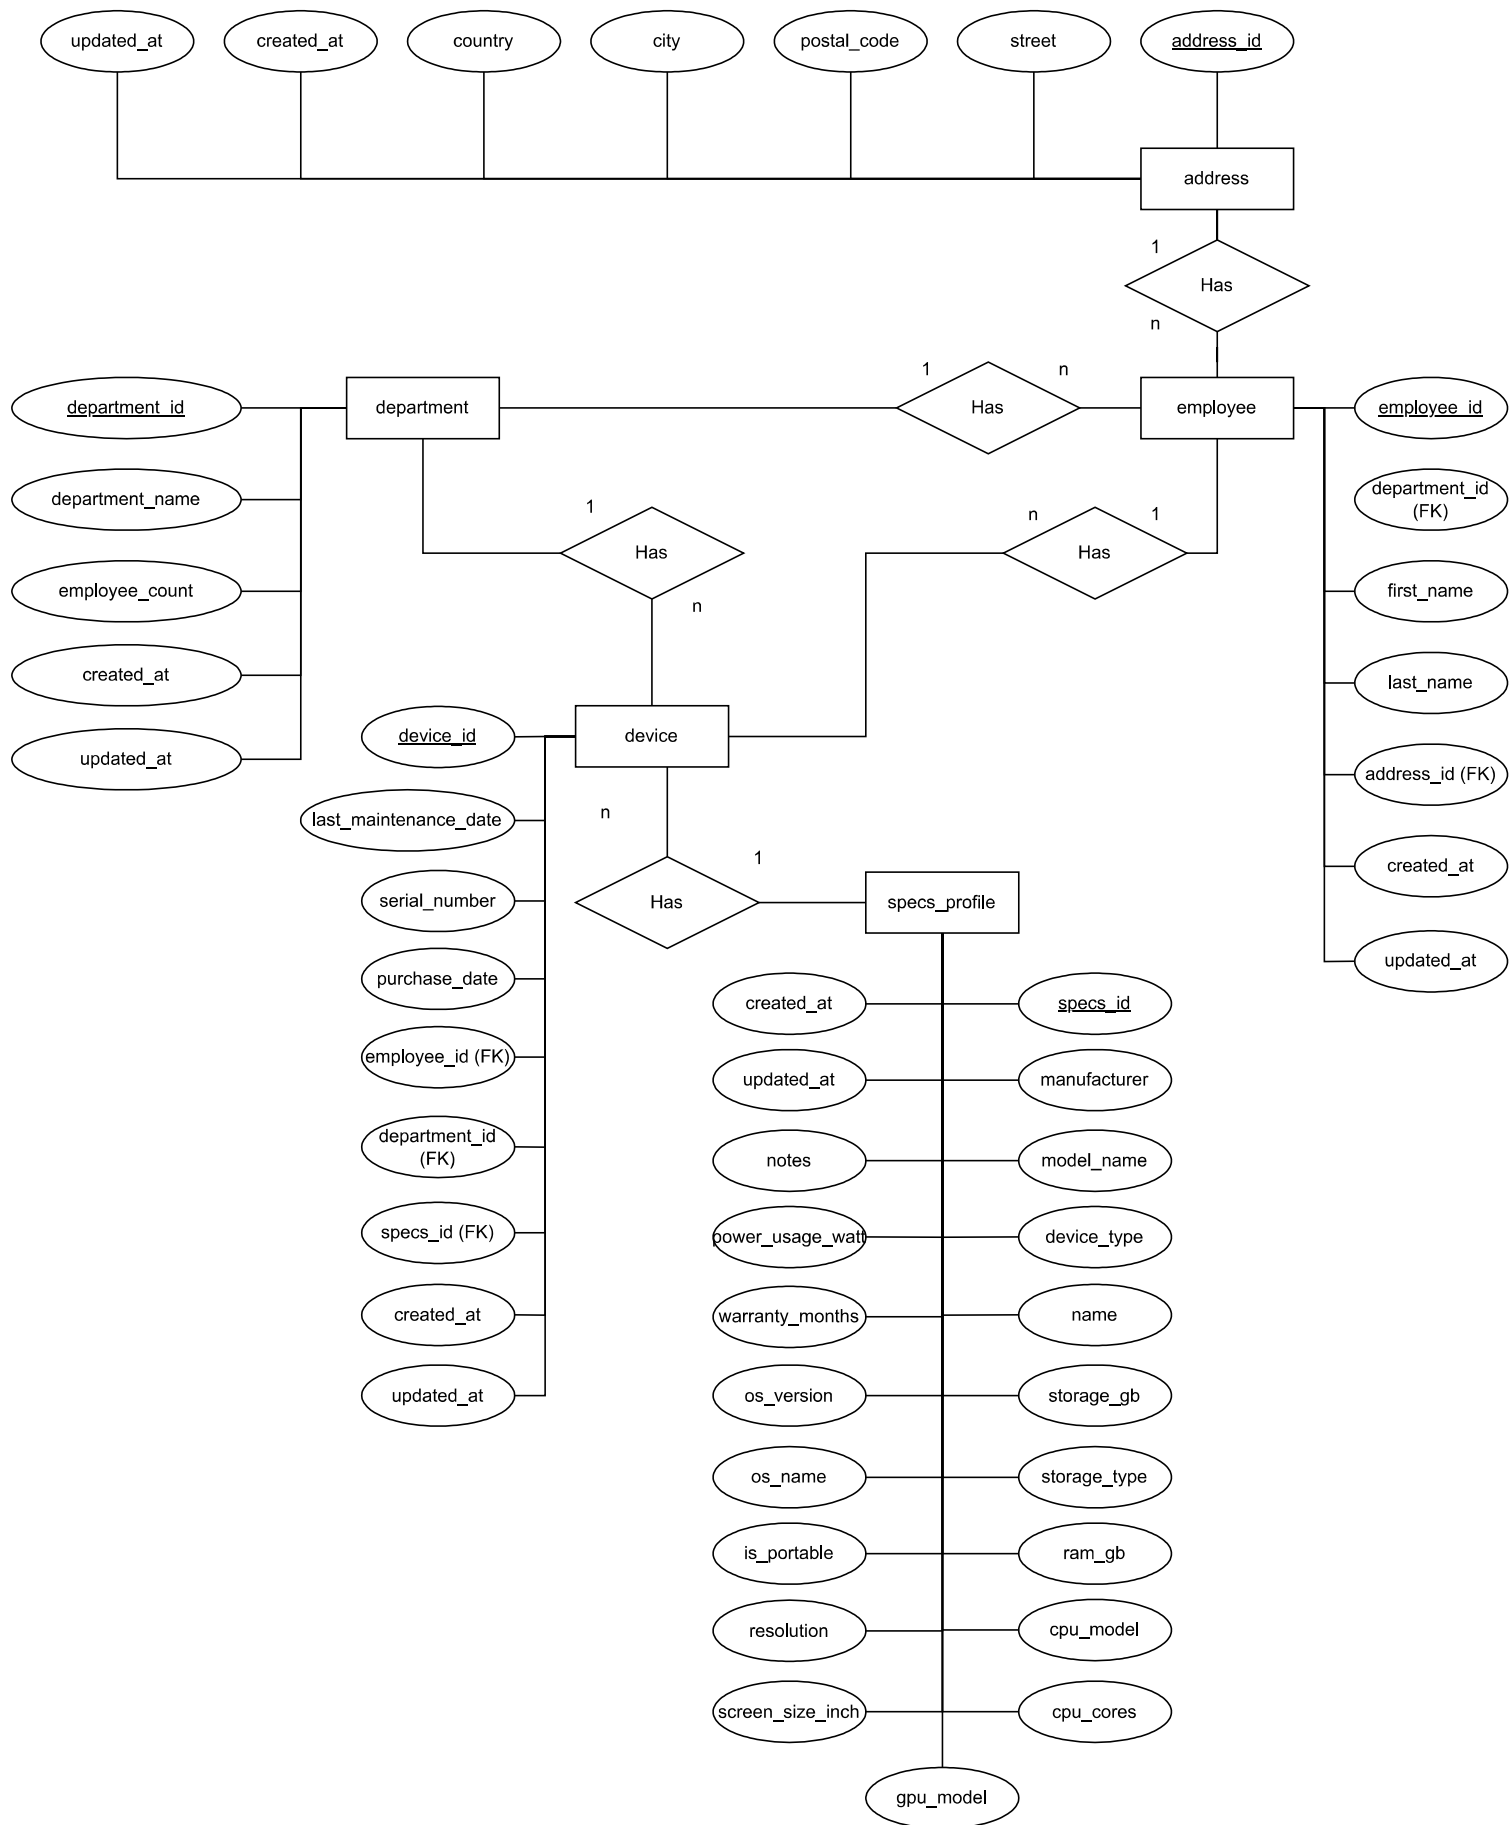 updated_at
created_at
country
city
postal_code
street
address_id
address
1
Has
n
department_id
department
1
Has
n
employee
employee_id
department_name
department_id
(FK)
1
Has
n
n
Has
1
employee_count
first_name
created_at
last_name
updated_at
device_id
device
address_id (FK)
last_maintenance_date
n
1
created_at
serial_number
Has
specs_profile
updated_at
purchase_date
created_at
specs_id
employee_id (FK)
updated_at
manufacturer
department_id
(FK)
notes
model_name
specs_id (FK)
power_usage_watt
device_type
created_at
warranty_months
name
updated_at
os_version
storage_gb
os_name
storage_type
is_portable
ram_gb
resolution
cpu_model
screen_size_inch
cpu_cores
gpu_model